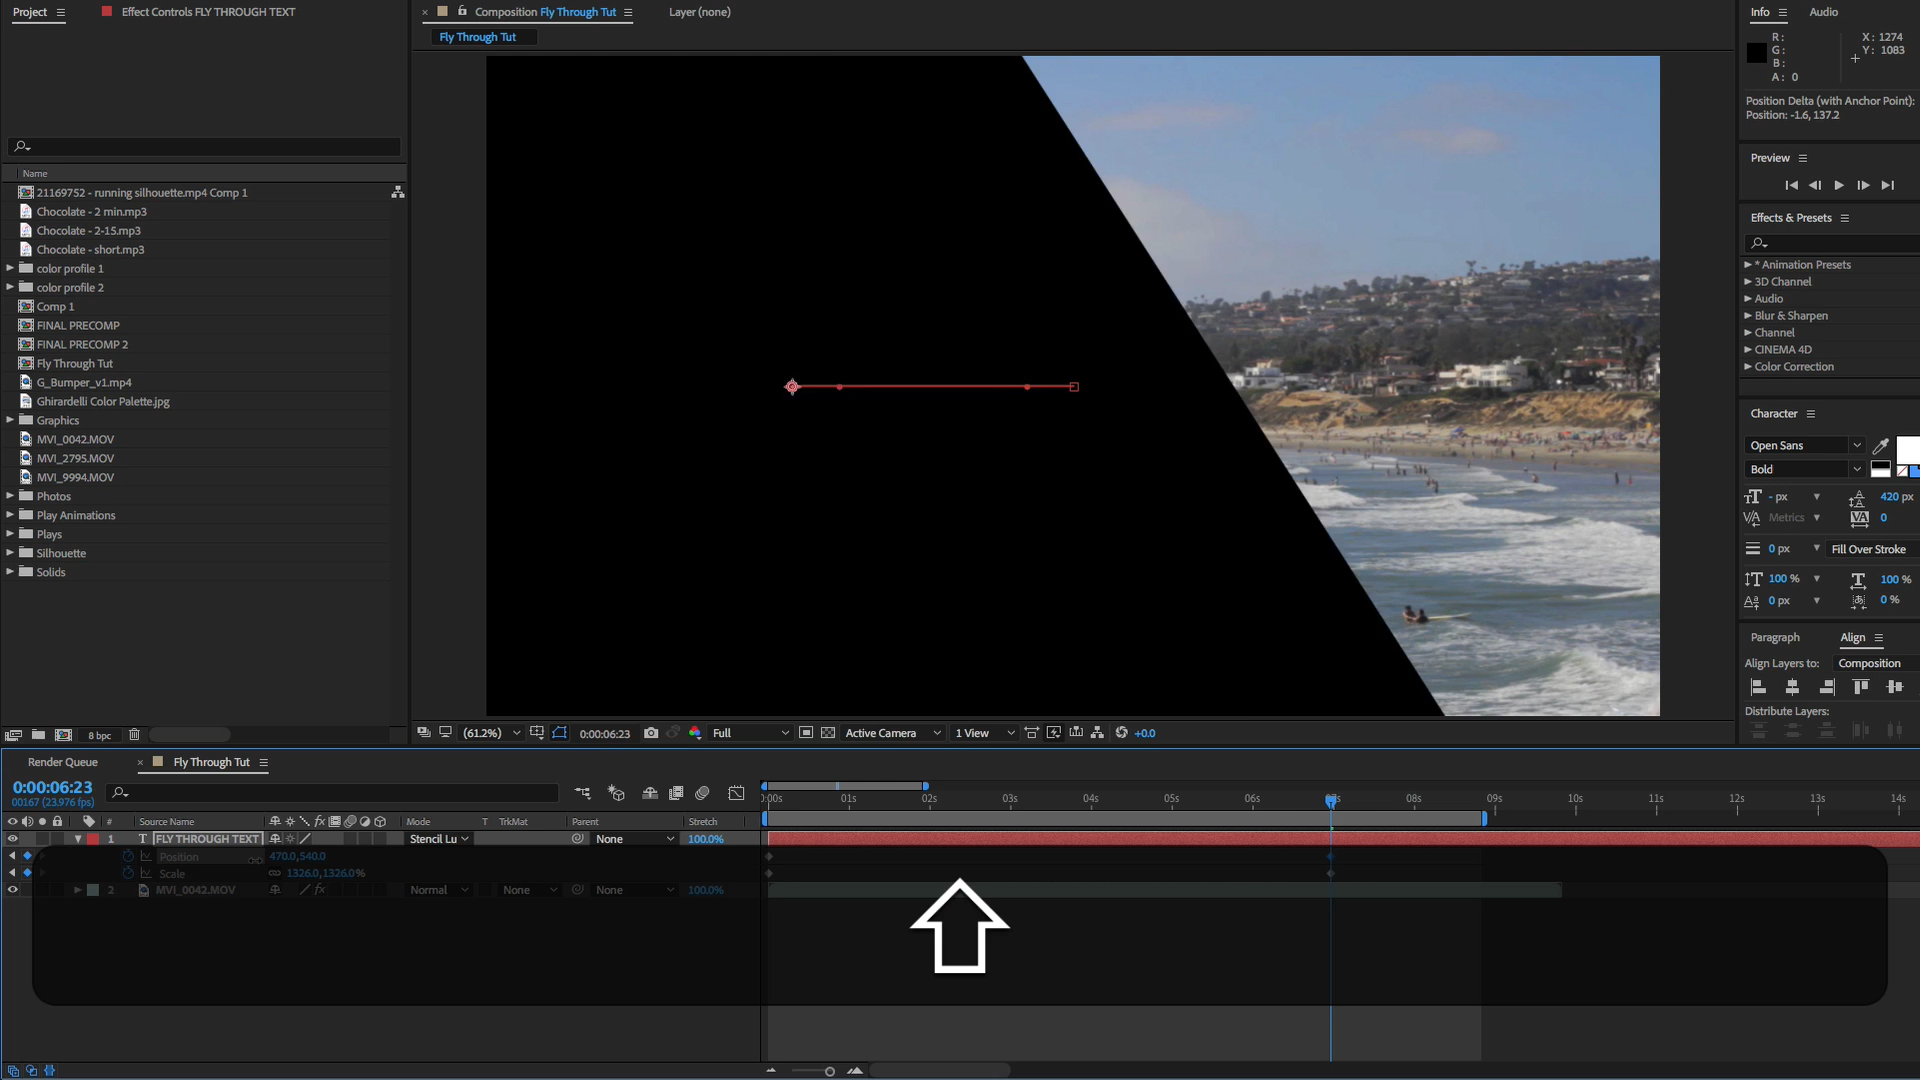 Project
Effect Controls FLY THROUGH TEXT
Composition Fly Through Tut
Layer (none)
Info
Audio
Fly Through Tut
R:
G:
B:
A: 0
X: 1274
Y: 1083
Position Delta (with Anchor Point):
Position: -1.6, 137.2
Preview
Name
21169752 - running silhouette.mp4 Comp 1
Chocolate - 2 min.mp3
Chocolate - 2-15.mp3
Chocolate - short.mp3
color profile 1
color profile 2
Comp 1
FINAL PRECOMP
FINAL PRECOMP 2
Fly Through Tut
G_Bumper_v1.mp4
Ghirardelli Color Palette.jpg
Graphics
MVI_0042.MOV
MVI_2795.MOV
MVI_9994.MOV
Photos
Play Animations
Plays
Silhouette
Solids
8 bpc
Effects & Presets
* Animation Presets
3D Channel
Audio
Blur & Sharpen
Channel
CINEMA 4D
Color Correction
Character
Open Sans
Bold
- px
420 px
Metrics
0
0 px
Fill Over Stroke
100 %
100 %
0 px
0 %
Paragraph
Align
Align Layers to:
Composition
Distribute Layers:
(61.2%)
0:00:06:23
Full
Active Camera
1 View
+0.0
Render Queue
Fly Through Tut
0:00:06:23
00167 (23.976 fps)
# Source Name
Mode
T TrkMat
Parent
Stretch
:00s 01s 02s 03s 04s 05s 06s 08s 09s 10s 11s 12s 13s 14s
1 T FLY THROUGH TEXT
Stencil Lu
None
100.0%
Position
470.0,540.0
Scale
1326.0,1326.0%
2 MVI_0042.MOV
Normal
None
None
100.0%